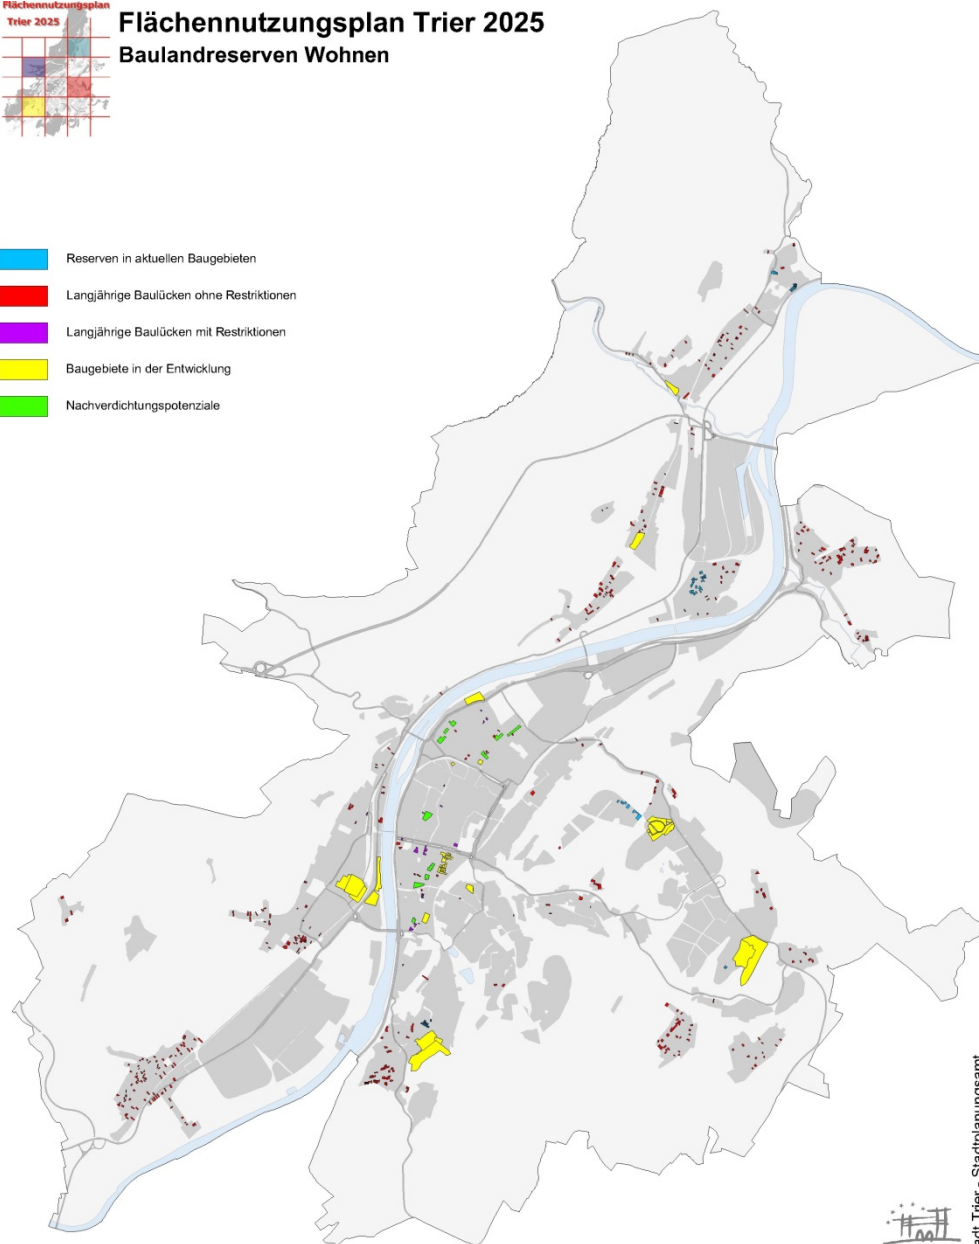 Flächennutzungsplan
Trier 2025
Flächennutzungsplan Trier 2025
Baulandreserven Wohnen
Reserven in aktuellen Baugebieten
Langjährige Baulücken ohne Restriktionen
Langjährige Baulücken mit Restriktionen
Baugebiete in der Entwicklung
Nachverdichtungspotenziale
Trier - Stadtplanungsamt